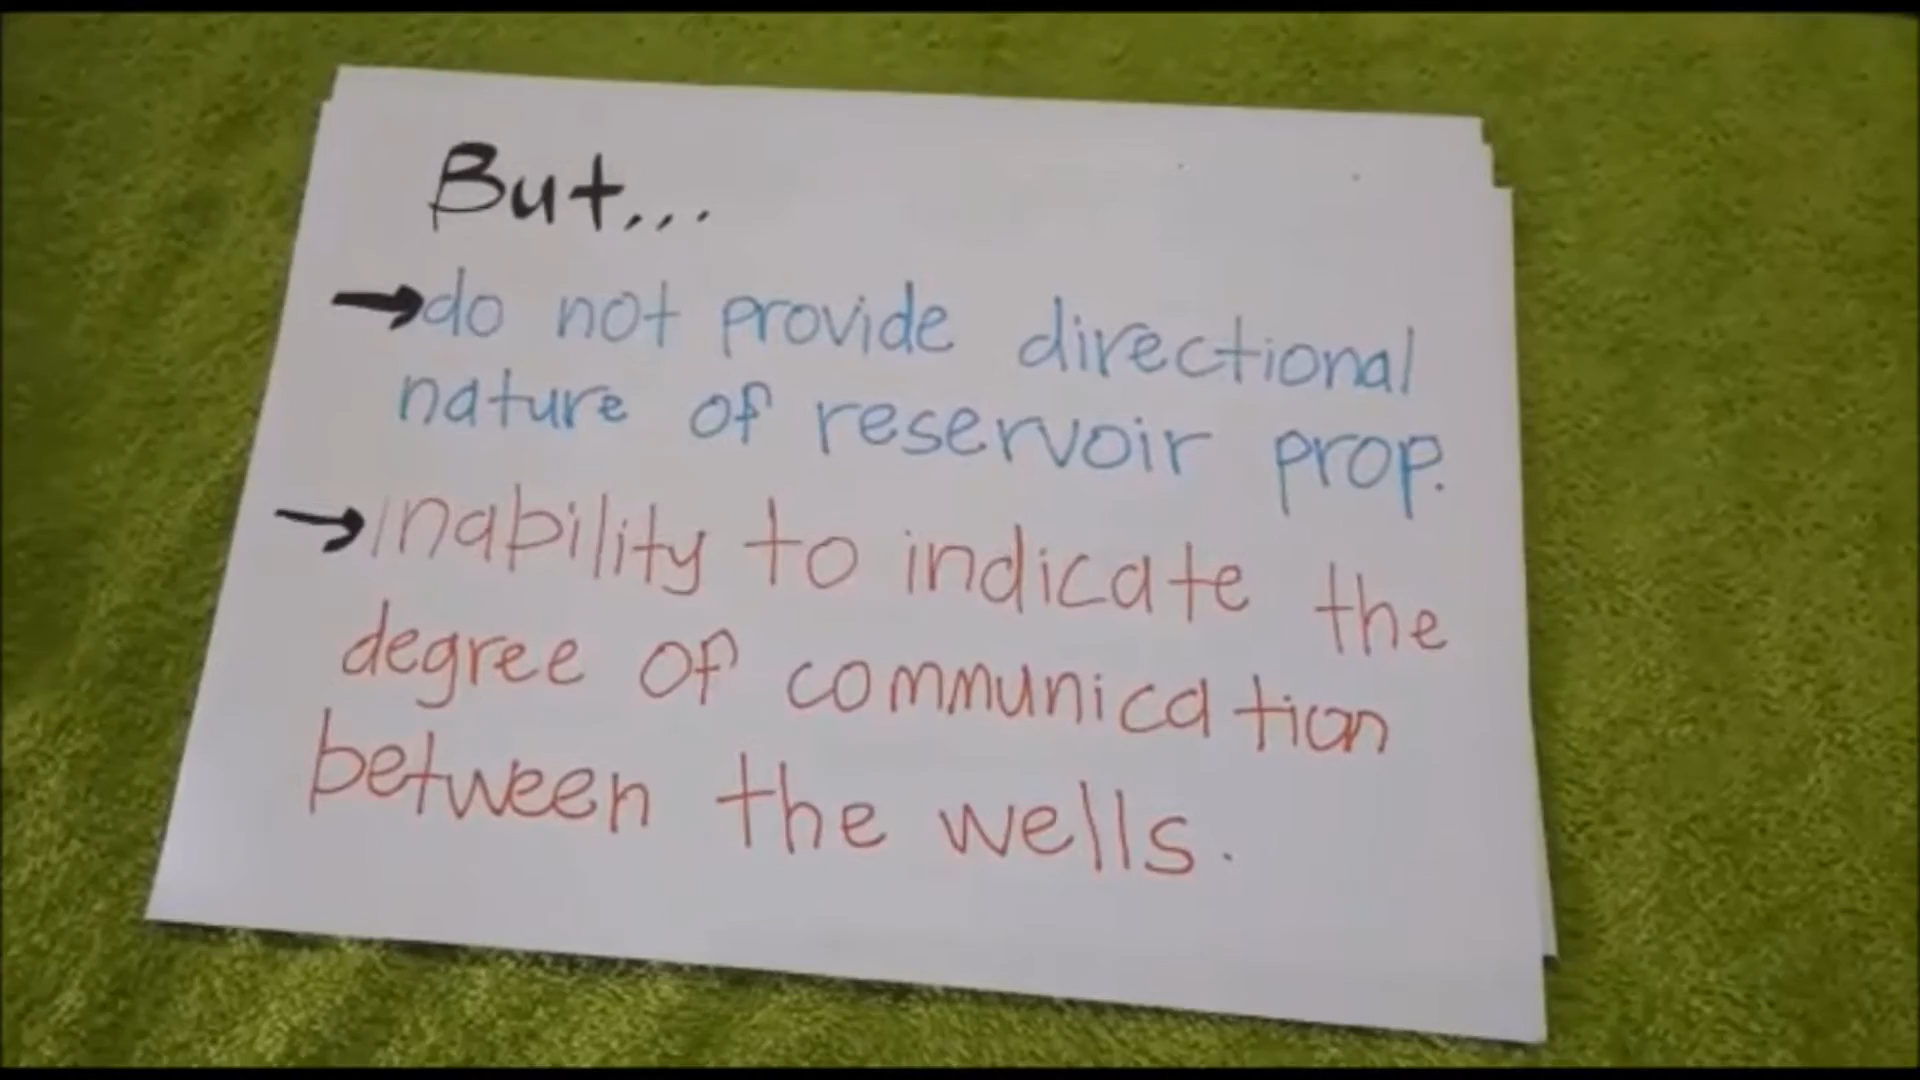 But...
→do not provide directional
nature of reservoir prop.
→inability to indicate the
degree of communication
between the wells.